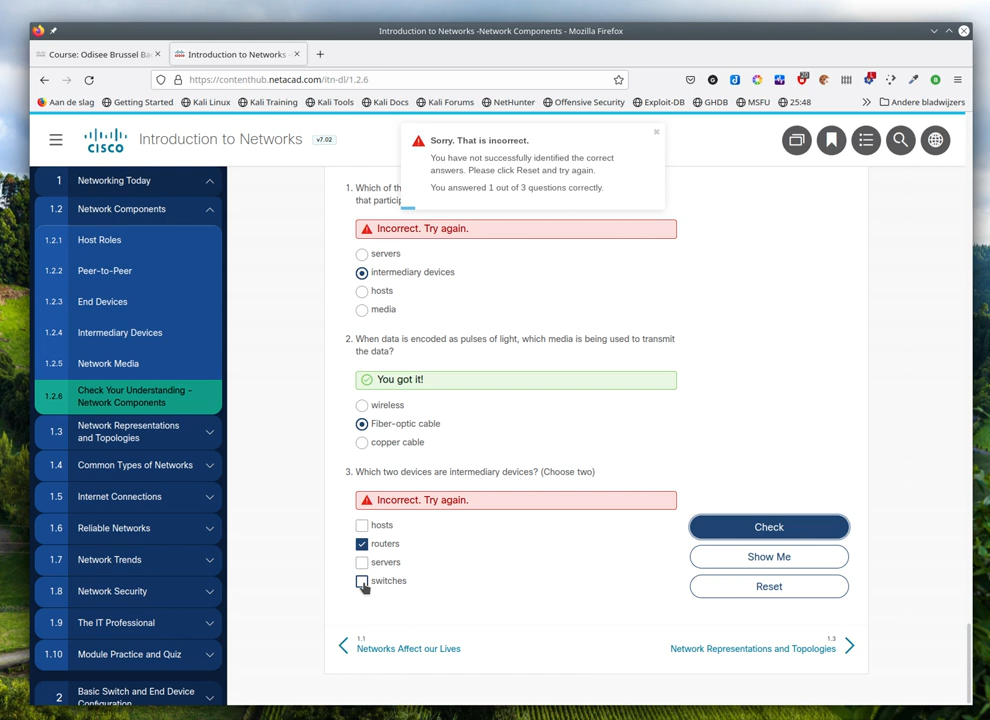 Introduction to Networks -Network Components - Mozilla Firefox
Course: Odisee Brussel Ba
Introduction to Networks -
https://contenthub.netacad.com/itn-dl/1.2.6
Aan de slag
Getting Started
Kali Linux
Kali Training
Kali Tools
Kali Docs
Kali Forums
NetHunter
Offensive Security
Exploit-DB
GHDB
MSFU
25:48
Andere bladwijzers
CISCO
Introduction to Networks
v7.02
Sorry. That is incorrect.
You have not successfully identified the correct
answers. Please click Reset and try again.
You answered 1 out of 3 questions correctly.
1 Networking Today
1.2 Network Components
1.2.1 Host Roles
1.2.2 Peer-to-Peer
1.2.3 End Devices
1.2.4 Intermediary Devices
1.2.5 Network Media
1.2.6 Check Your Understanding -
Network Components
1.3 Network Representations
and Topologies
1.4 Common Types of Networks
1.5 Internet Connections
1.6 Reliable Networks
1.7 Network Trends
1.8 Network Security
1.9 The IT Professional
1.10 Module Practice and Quiz
2 Basic Switch and End Device
Configuration
1. Which of th
that particip
Incorrect. Try again.
servers
intermediary devices
hosts
media
2. When data is encoded as pulses of light, which media is being used to transmit
the data?
You got it!
wireless
Fiber-optic cable
copper cable
3. Which two devices are intermediary devices? (Choose two)
Incorrect. Try again.
hosts
routers
servers
switches
Check
Show Me
Reset
1.1
Networks Affect our Lives
1.3
Network Representations and Topologies